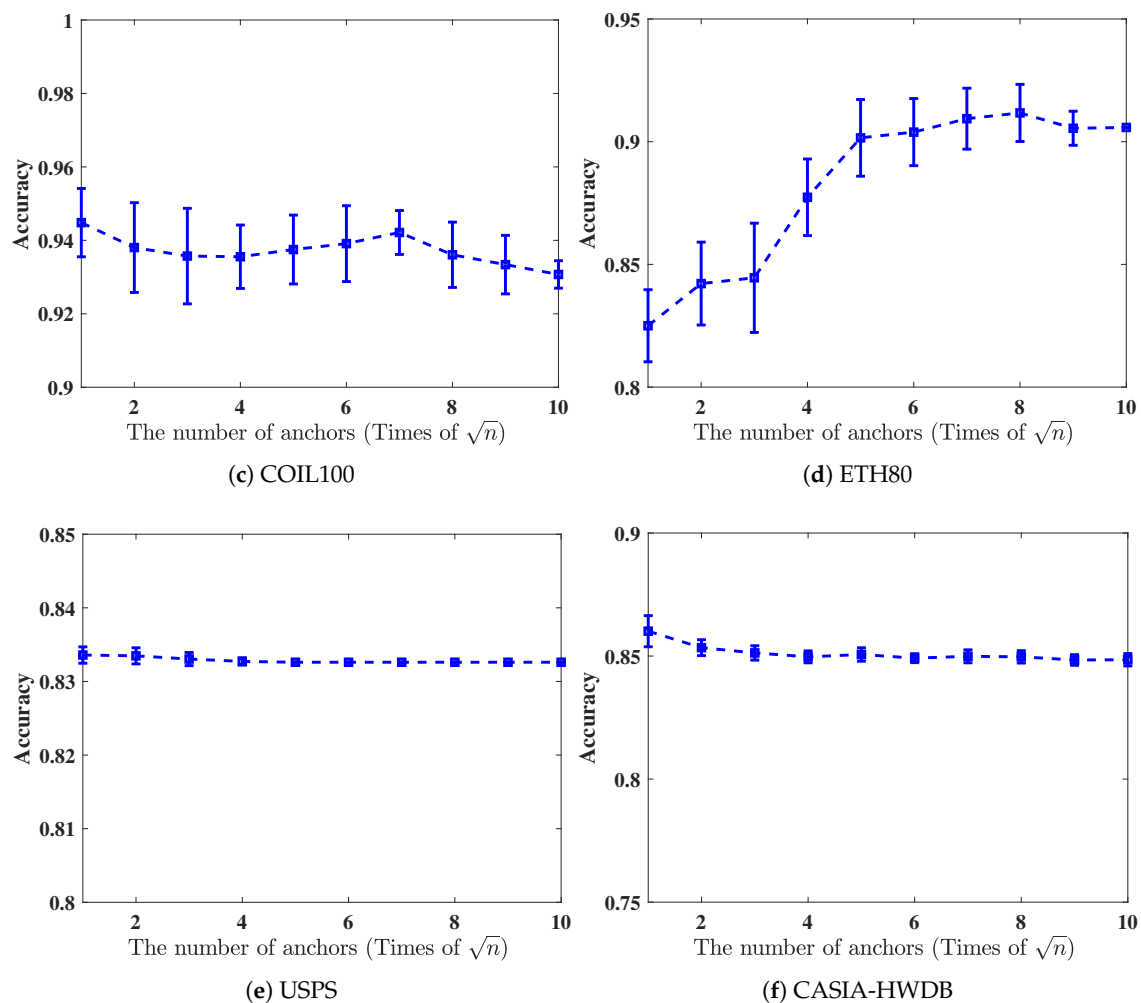 1
0.98
0.96
0.94
0.92
0.9
Accuracy
2 4 6 8 10
The number of anchors (Times of √n)
(c) COIL100
0.95
0.9
0.85
0.8
Accuracy
2 4 6 8 10
The number of anchors (Times of √n)
(d) ETH80
0.85
0.84
0.83
0.82
0.81
0.8
Accuracy
2 4 6 8 10
The number of anchors (Times of √n)
(e) USPS
0.9
0.85
0.8
0.75
Accuracy
2 4 6 8 10
The number of anchors (Times of √n)
(f) CASIA-HWDB